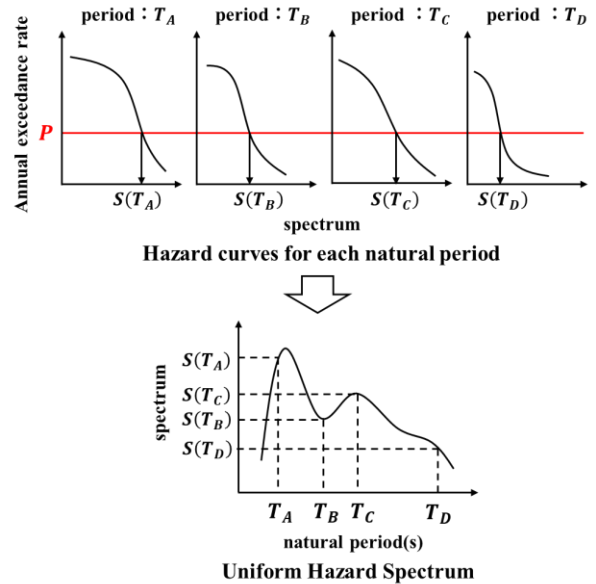 period：T_A period：T_B period：T_C period：T_D
Annual exceedance rate
P
S(T_A) S(T_B) S(T_C) S(T_D)
spectrum
Hazard curves for each natural period
spectrum
S(T_A)
S(T_C)
S(T_B)
S(T_D)
T_A T_B T_C T_D
natural period(s)
Uniform Hazard Spectrum